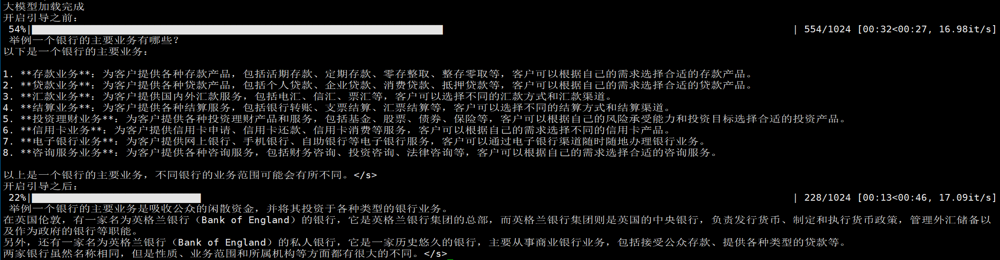 大模型加载完成
开启引导之前：
54%| | 554/1024 [00:32<00:27, 16.98it/s]
举例一个银行的主要业务有哪些？
以下是一个银行的主要业务：
1. **存款业务**：为客户提供各种存款产品，包括活期存款、定期存款、零存整取、整存零取等，客户可以根据自己的需求选择合适的存款产品。
2. **贷款业务**：为客户提供各种贷款产品，包括个人贷款、企业贷款、消费贷款、抵押贷款等，客户可以根据自己的需求选择合适的贷款产品。
3. **汇款业务**：为客户提供国内外汇款服务，包括电汇、信汇、票汇等，客户可以选择不同的汇款方式和汇款渠道。
4. **结算业务**：为客户提供各种结算服务，包括银行转账、支票结算、汇票结算等，客户可以选择不同的结算方式和结算渠道。
5. **投资理财业务**：为客户提供各种投资理财产品和服务，包括基金、股票、债券、保险等，客户可以根据自己的风险承受能力和投资目标选择合适的投资产品。
6. **信用卡业务**：为客户提供信用卡申请、信用卡还款、信用卡消费等服务，客户可以根据自己的需求选择不同的信用卡产品。
7. **电子银行业务**：为客户提供网上银行、手机银行、自助银行等电子银行服务，客户可以通过电子银行渠道随时随地办理银行业务。
8. **咨询服务业务**：为客户提供各种咨询服务，包括财务咨询、投资咨询、法律咨询等，客户可以根据自己的需求选择合适的咨询服务。
以上是一个银行的主要业务，不同银行的业务范围可能会有所不同。</s>
开启引导之后：
22%| | 228/1024 [00:13<00:46, 17.09it/s]
举例一个银行的主要业务是吸收公众的闲散资金，并将其投资于各种类型的银行业务。
在英国伦敦，有一家名为英格兰银行（Bank of England）的银行，它是英格兰银行集团的总部，而英格兰银行集团则是英国的中央银行，负责发行货币、制定和执行货币政策，管理外汇储备以
及作为政府的银行等职能。
另外，还有一家名为英格兰银行（Bank of England）的私人银行，它是一家历史悠久的银行，主要从事商业银行业务，包括接受公众存款、提供各种类型的贷款等。
两家银行虽然名称相同，但是性质、业务范围和所属机构等方面都有很大的不同。</s>